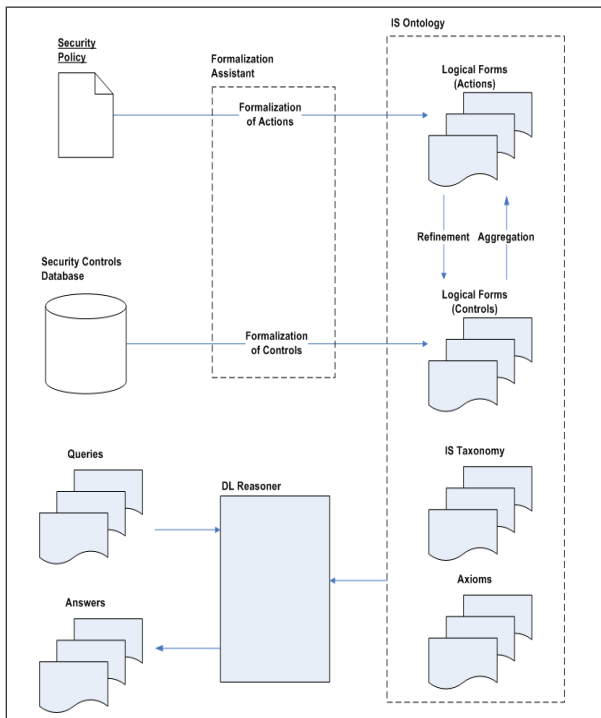 Security
Policy
Formalization
Assistant
IS Ontology
Logical Forms
(Actions)
Formalization
of Actions
Refinement
Aggregation
Security Controls
Database
Logical Forms
(Controls)
Formalization
of Controls
Queries
DL Reasoner
IS Taxonomy
Answers
Axioms